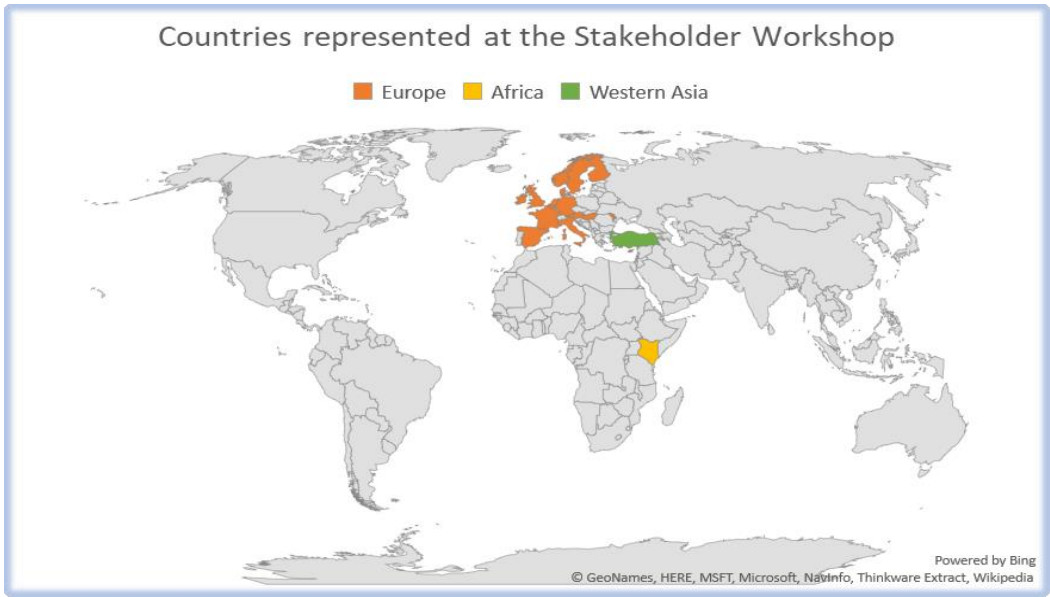 Countries represented at the Stakeholder Workshop
Europe Africa Western Asia
Powered by Bing
© GeoNames, HERE, MSFT, Microsoft, NavInfo, Thinkware Extract, Wikipedia